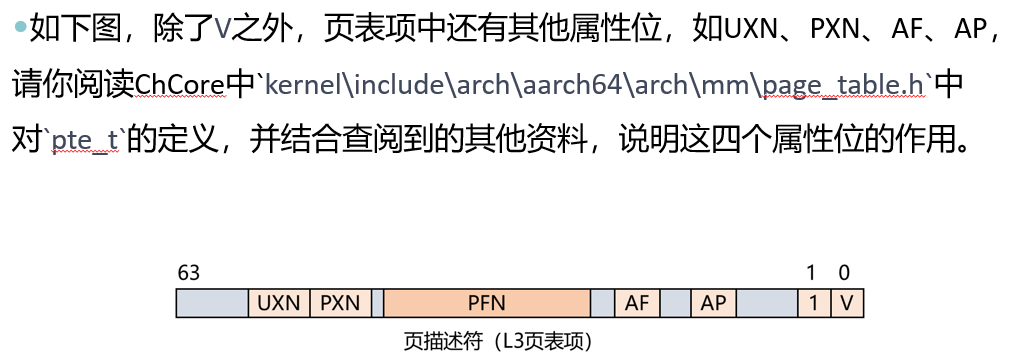 •如下图，除了V之外，页表项中还有其他属性位，如UXN、PXN、AF、AP，
请你阅读ChCore中`kernel\include\arch\aarch64\arch\mm\page_table.h`中
对`pte_t`的定义，并结合查阅到的其他资料，说明这四个属性位的作用。
63 1 0
UXN PXN PFN AF AP 1 V
页描述符（L3页表项）